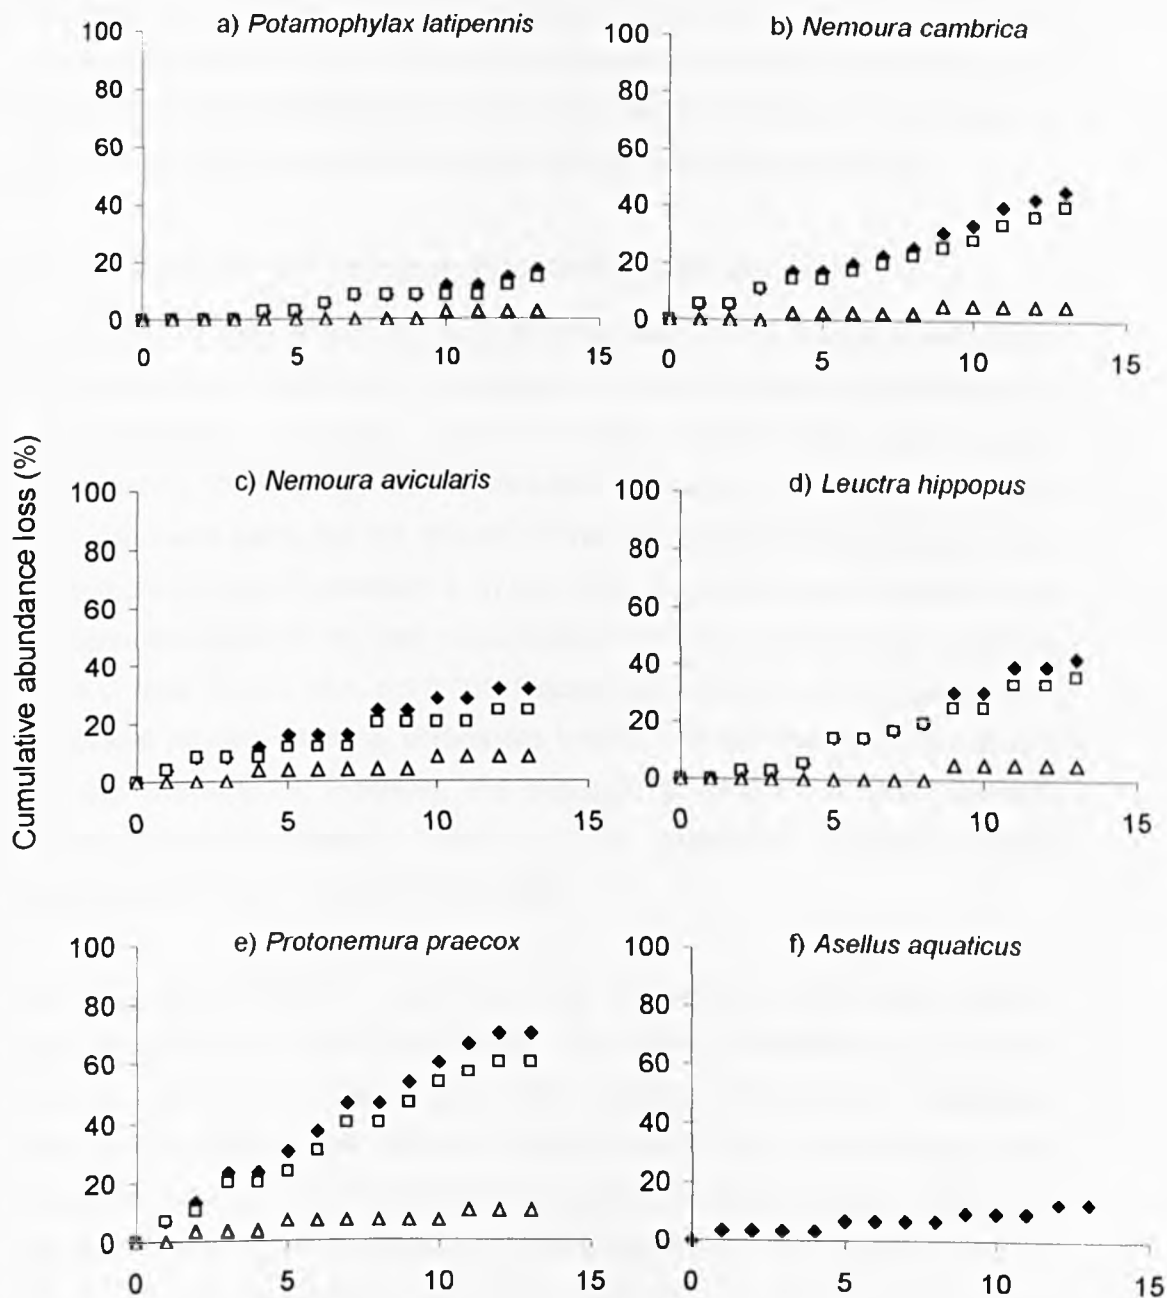 Cumulative abundance loss (%)
a) Potamophylax latipennis
100
80
60
40
20
0
0 5 10 15
b) Nemoura cambrica
100
80
60
40
20
0
0 5 10 15
c) Nemoura avicularis
100
80
60
40
20
0
0 5 10 15
d) Leuctra hippopus
100
80
60
40
20
0
0 5 10 15
e) Protonemura praecox
100
80
60
40
20
0
0 5 10 15
f) Asellus aquaticus
100
80
60
40
20
0
0 5 10 15